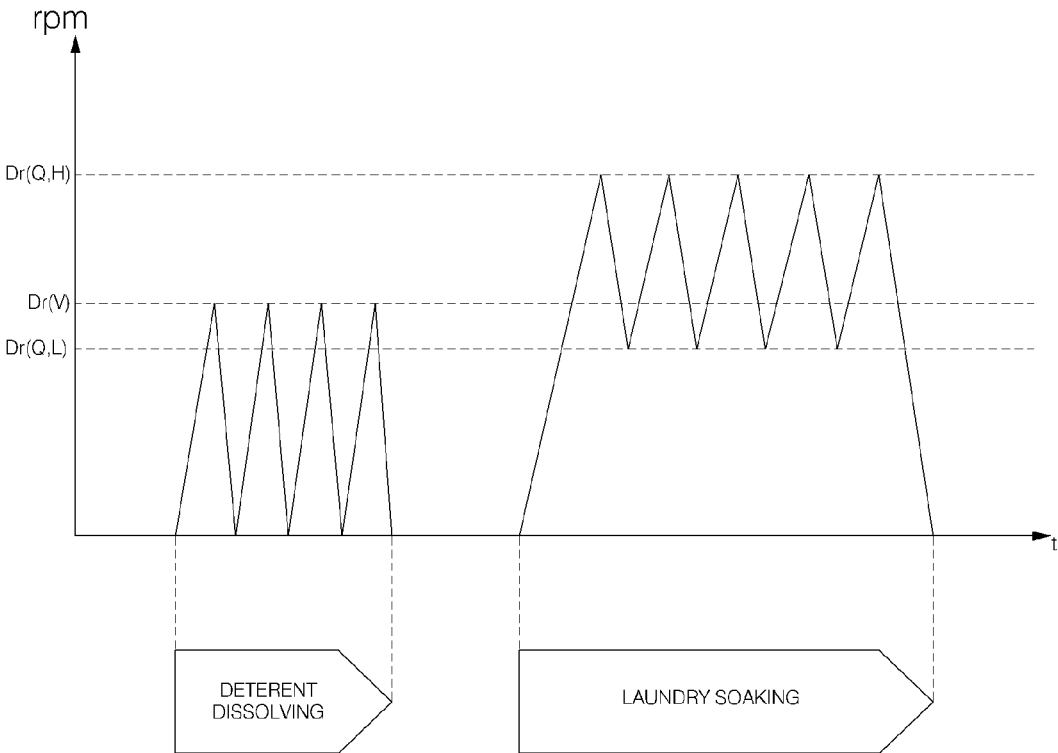 rpm
Dr(Q,H)
Dr(V)
Dr(Q,L)
t
DETERENT
DISSOLVING
LAUNDRY SOAKING